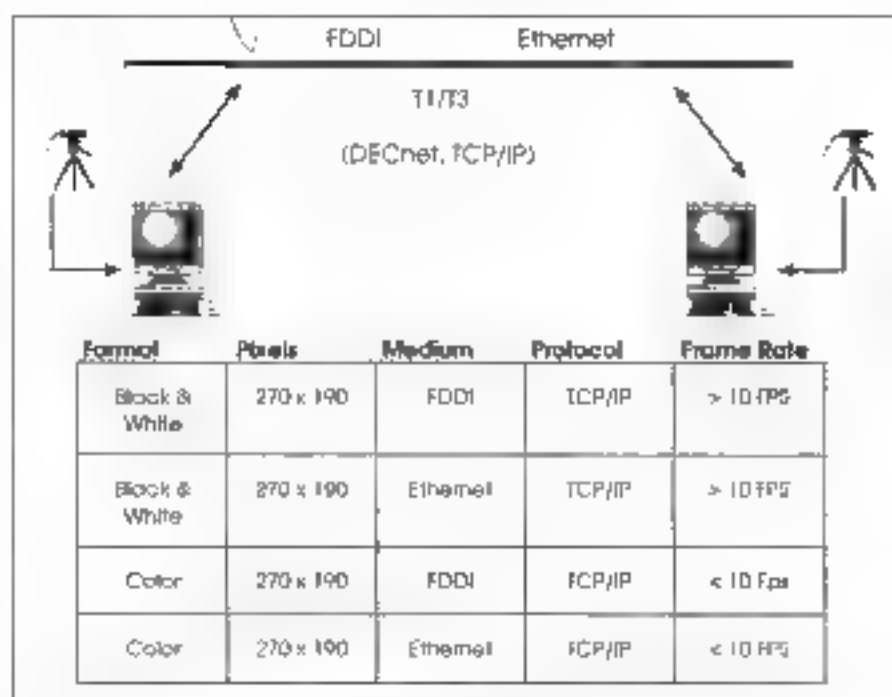 FDDI Ethernet
T1/T3
(DECnet, TCP/IP)
Format Pixels Medium Protocol Frame Rate
Black & White 270 x 190 FDDI TCP/IP > 10 FPS
Black & White 270 x 190 Ethernet TCP/IP > 10 FPS
Color 270 x 190 FDDI TCP/IP < 10 Fps
Color 270 x 190 Ethernet TCP/IP < 10 FPS